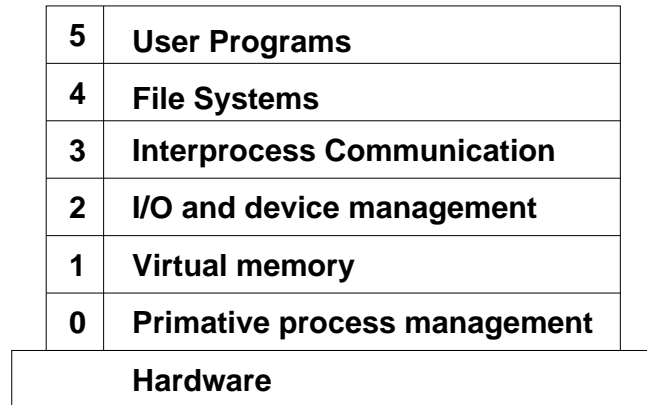 5 User Programs
4 File Systems
3 Interprocess Communication
2 I/O and device management
1 Virtual memory
0 Primative process management
Hardware